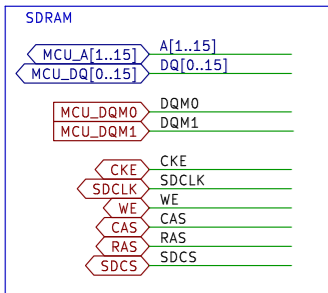 SDRAM
MCU_A[1..15] A[1..15]
MCU_DQ[0..15] DQ[0..15]
MCU_DQM0 DQM0
MCU_DQM1 DQM1
CKE CKE
SDCLK SDCLK
WE WE
CAS CAS
RAS RAS
SDCS SDCS